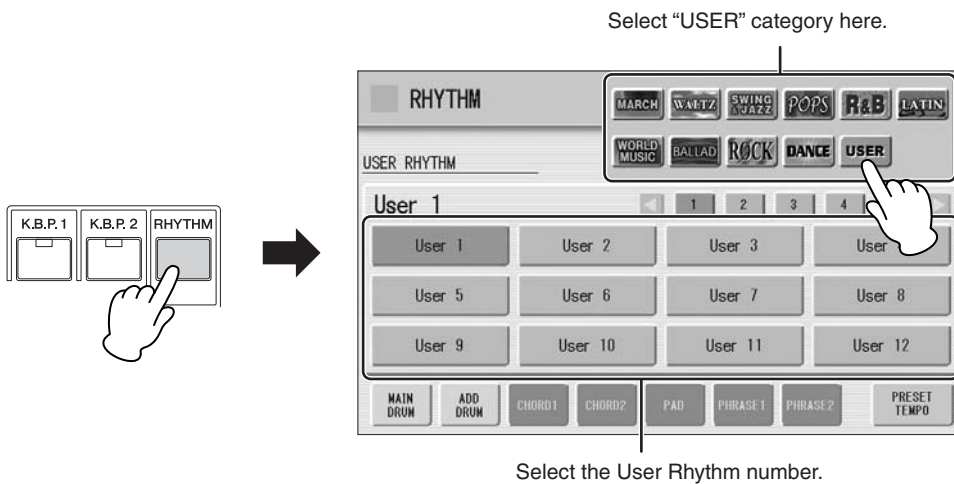 Select “USER” category here.
RHYTHM
MARCH WALTZ SWING & JAZZ POPS R&B LATIN
WORLD MUSIC BALLAD ROCK DANCE USER
USER RHYTHM
User 1
1 2 3 4
K.B.P. 1 K.B.P. 2 RHYTHM
User 1 User 2 User 3 User
User 5 User 6 User 7 User 8
User 9 User 10 User 11 User 12
MAIN DRUM ADD DRUM CHORD1 CHORD2 PAD PHRASE1 PHRASE2 PRESET TEMPO
Select the User Rhythm number.